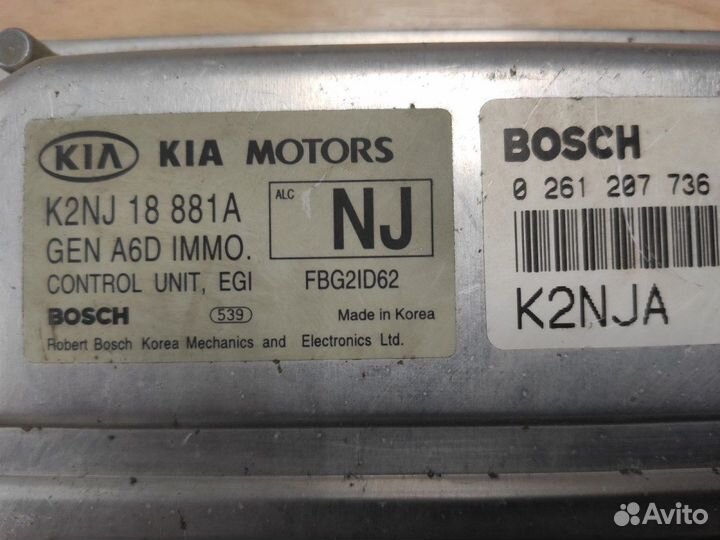 KIA KIA MOTORS
K2NJ 18 881A
ALC
NJ
GEN A6D IMMO.
CONTROL UNIT, EGI
FBG2ID62
BOSCH
539
Made in Korea
Robert Bosch Korea Mechanics and Electronics Ltd.
BOSCH
0 261 207 736
K2NJA
Avito